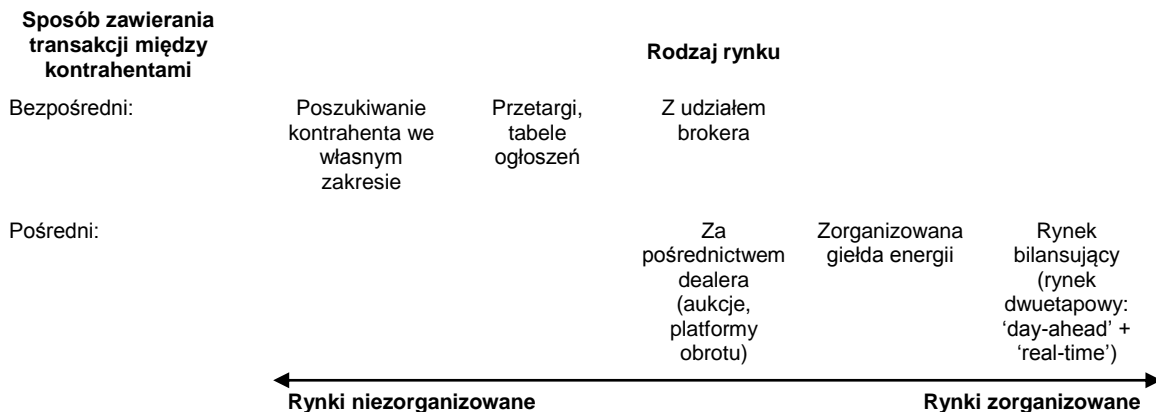 Sposób zawierania
transakcji między
kontrahentami
Rodzaj rynku
Bezpośredni:
Poszukiwanie
kontrahenta we
własnym
zakresie
Przetargi,
tabele
ogłoszeń
Z udziałem
brokera
Pośredni:
Za
pośrednictwem
dealera
(aukcje,
platformy
obrotu)
Zorganizowana
giełda energii
Rynek
bilansujący
(rynek
dwuetapowy:
‘day-ahead’ +
‘real-time’)
Rynki niezorganizowane
Rynki zorganizowane